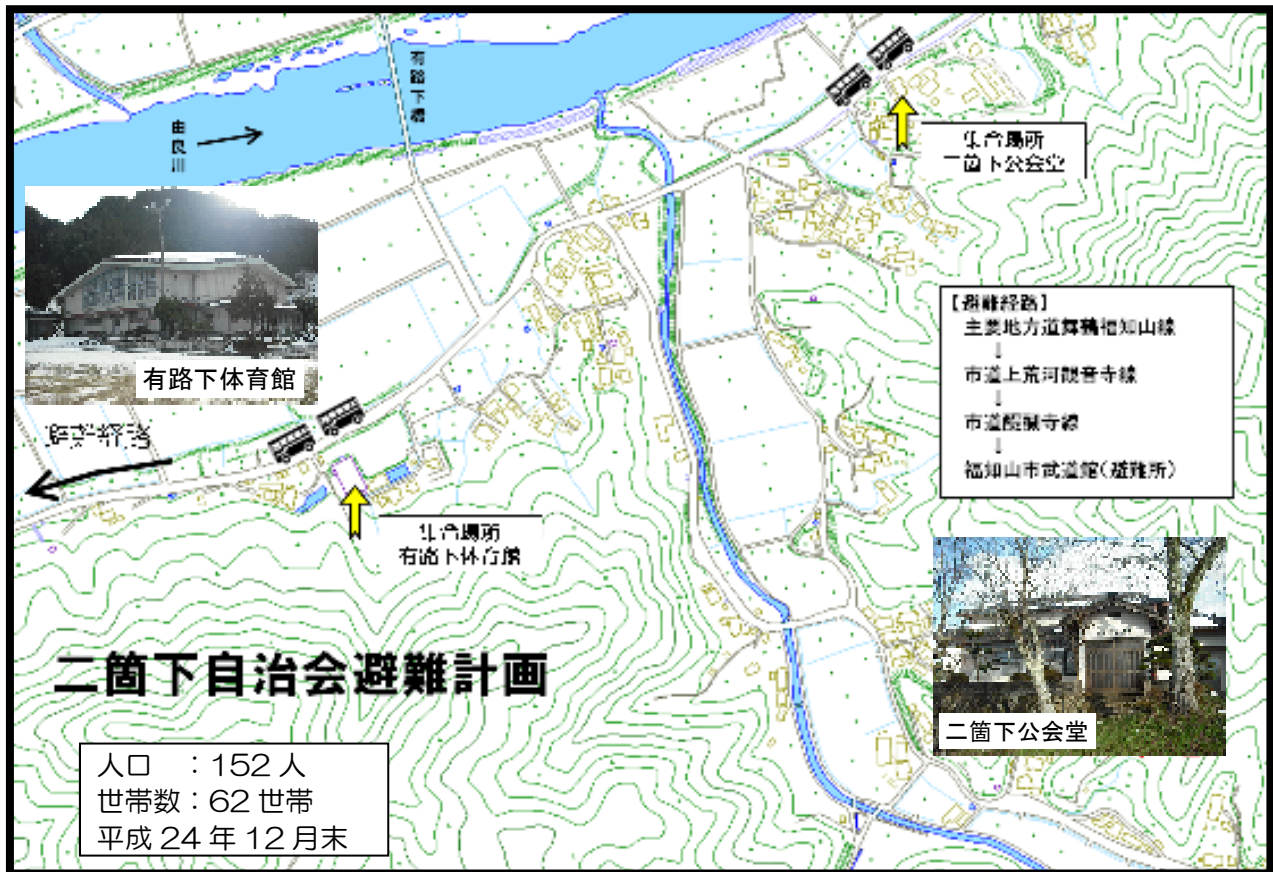 有路下橋
由良川
集合場所
二箇下公会堂
有路下体育館
【避難経路】
主要地方道舞鶴福知山線
↓
市道上荒河観音寺線
↓
市道醍醐寺線
↓
福知山市武道館(避難所)
避難経路
集合場所
有路下体育館
二箇下自治会避難計画
二箇下公会堂
人口 :152人
世帯数:62世帯
平成24年12月末